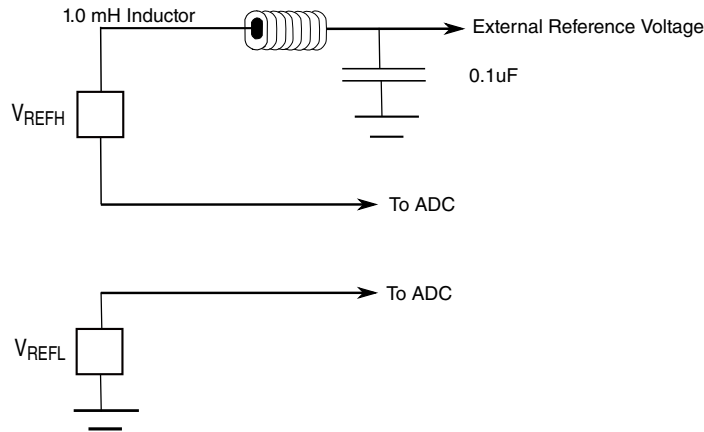 1.0 mH Inductor
External Reference Voltage
0.1uF
VREFH
To ADC
To ADC
VREFL